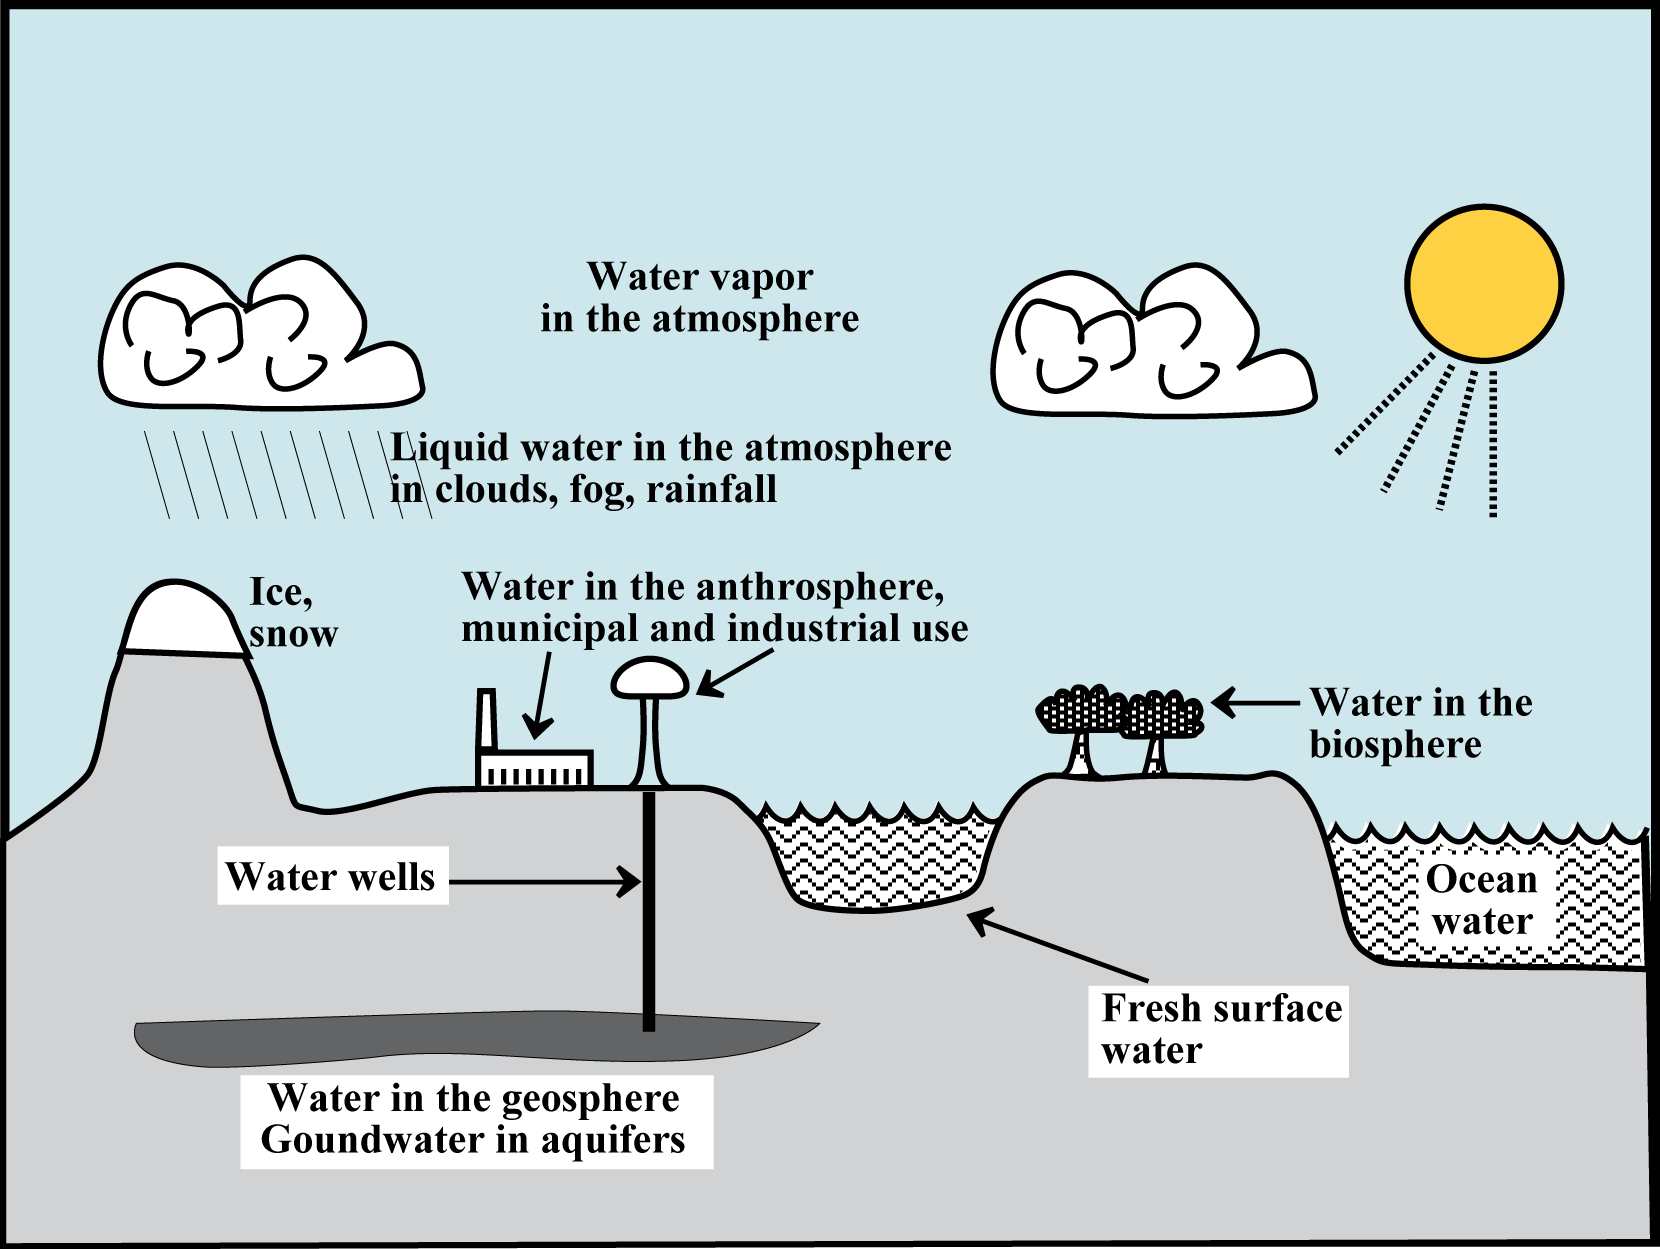 Water vapor
in the atmosphere
Liquid water in the atmosphere
in clouds, fog, rainfall
Ice,
snow
Water in the anthrosphere,
municipal and industrial use
Water in the
biosphere
Water wells
Ocean
water
Fresh surface
water
Water in the geosphere
Goundwater in aquifers